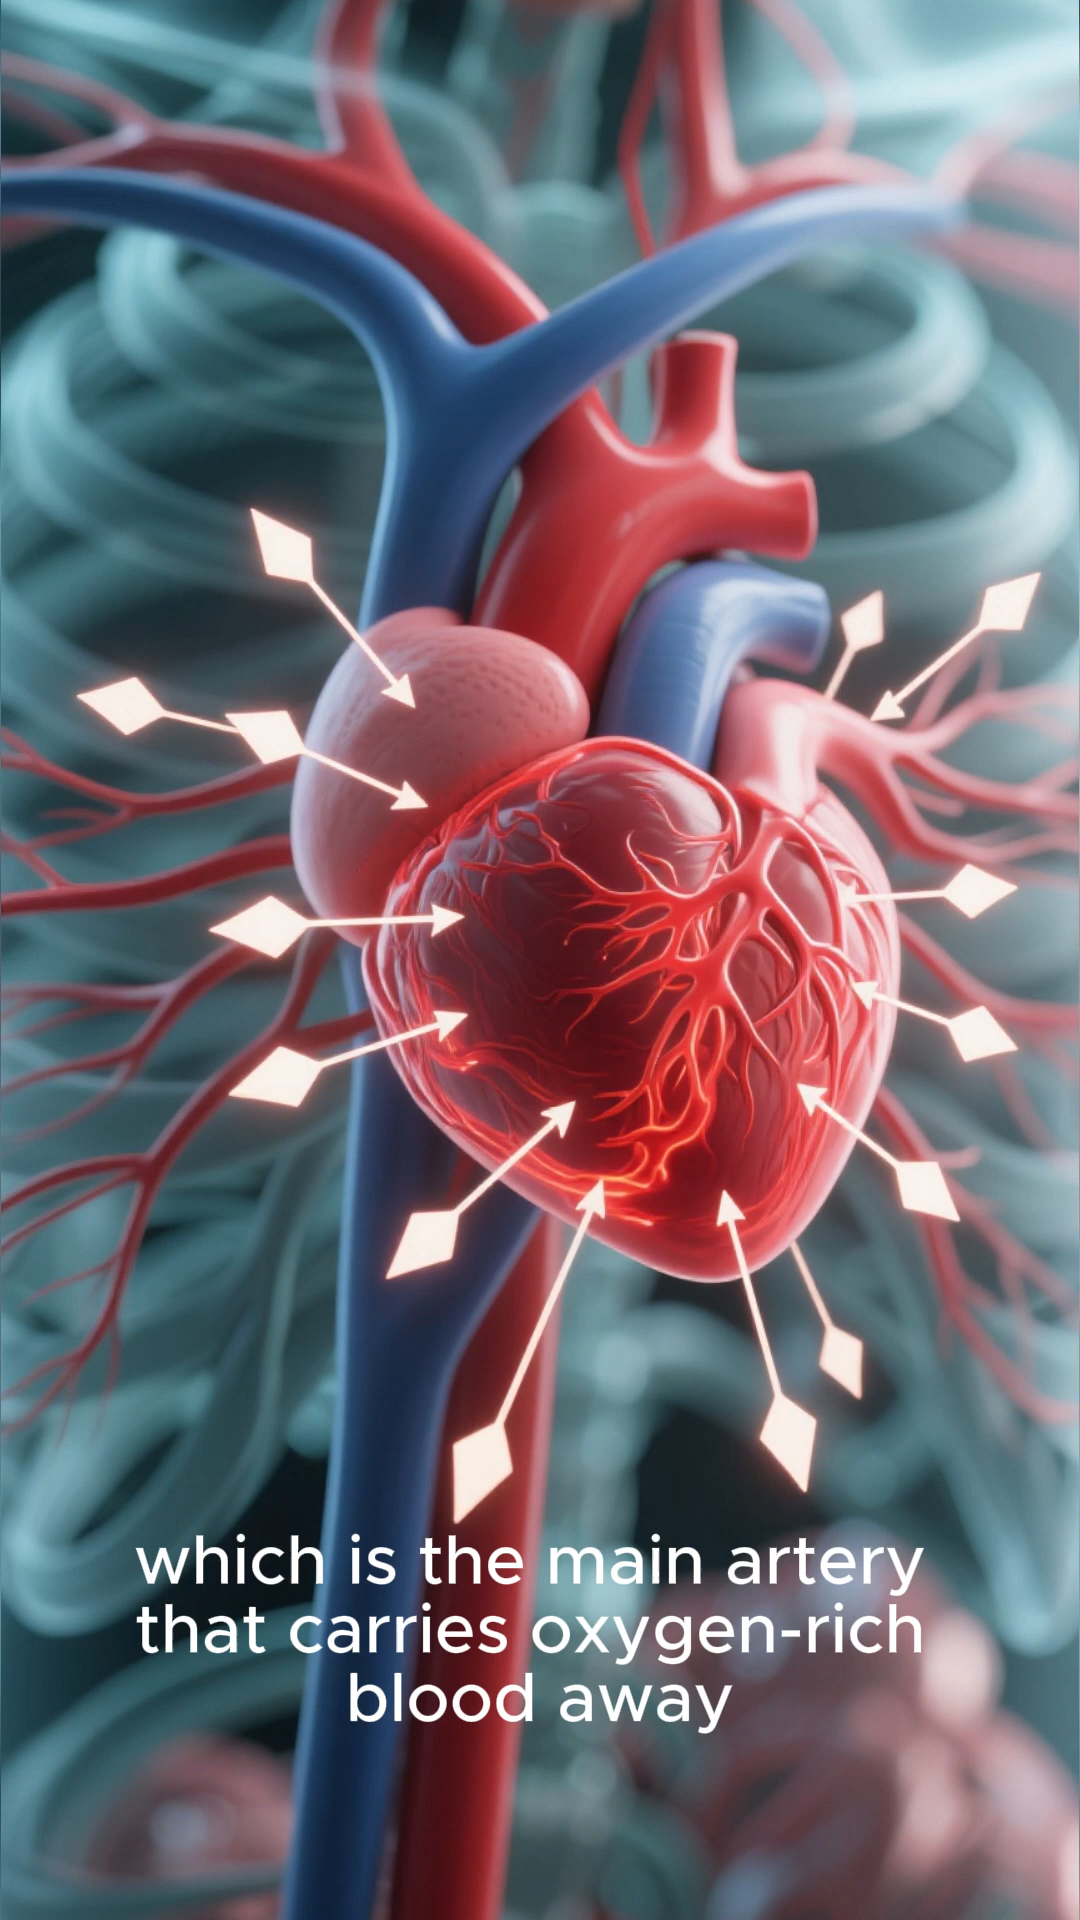 which is the main artery
that carries oxygen-rich
blood away